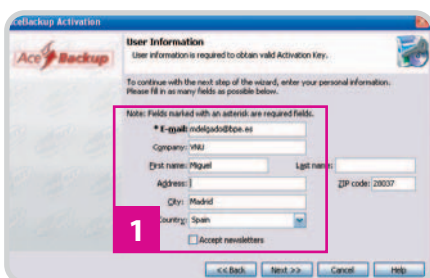 AceBackup Activation
Ace Backup
User Information
User information is required to obtain valid Activation Key.
To continue with the next step of the wizard, enter your personal information.
Please fill in as many fields as possible below.
Note: Fields marked with an asterisk are required fields.
* E-mail: mdelgado@bpe.es
Company: VNU
First name: Miguel Last name:
Address: ZIP code: 28037
City: Madrid
Country: Spain
1
Accept newsletters
<< Back Next >> Cancel Help